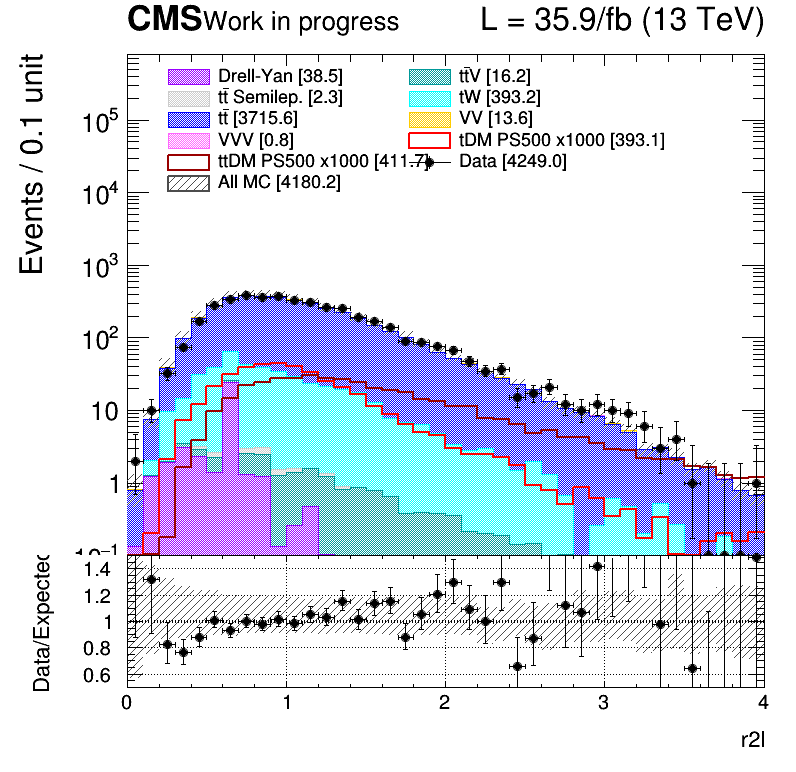 CMS Work in progress L = 35.9/fb (13 TeV)
Events / 0.1 unit
Drell-Yan [38.5] tt̄V [16.2]
tt̄ Semilep. [2.3] tW [393.2]
tt̄ [3715.6] VV [13.6]
VVV [0.8] tDM PS500 x1000 [393.1]
ttDM PS500 x1000 [411.7] Data [4249.0]
All MC [4180.2]
10⁵
10⁴
10³
10²
10
1
10⁻¹
Data/Expected
1.4
1.2
1
0.8
0.6
0 1 2 3 4
r2l